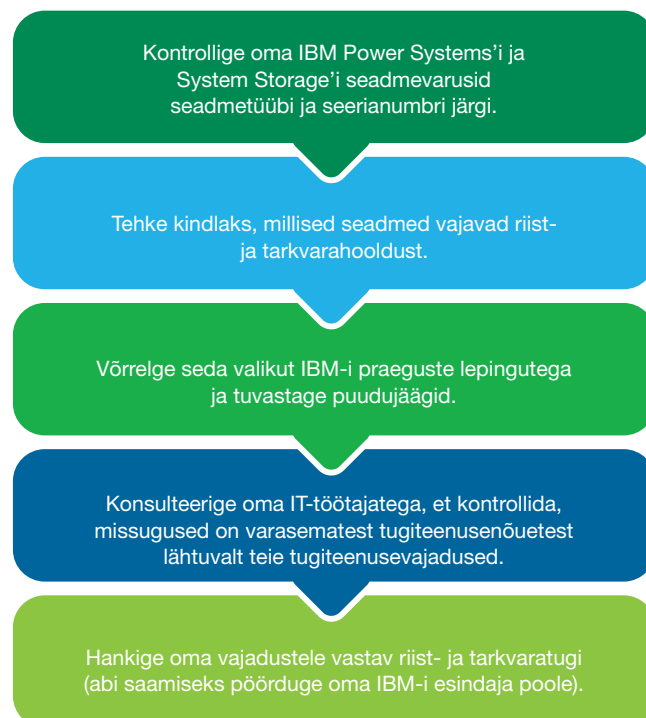 Kontrollige oma IBM Power Systems’i ja
System Storage’i seadmevarusid
seadmetüübi ja seerianumbri järgi.
Tehke kindlaks, millised seadmed vajavad riist-
ja tarkvarahooldust.
Võrrelge seda valikut IBM-i praeguste lepingutega
ja tuvastage puudujäägid.
Konsulteerige oma IT-töötajatega, et kontrollida,
missugused on varasematest tugiteenusenõuetest
lähtuvalt teie tugiteenusevajadused.
Hankige oma vajadustele vastav riist- ja tarkvaratugi
(abi saamiseks pöörduge oma IBM-i esindaja poole).